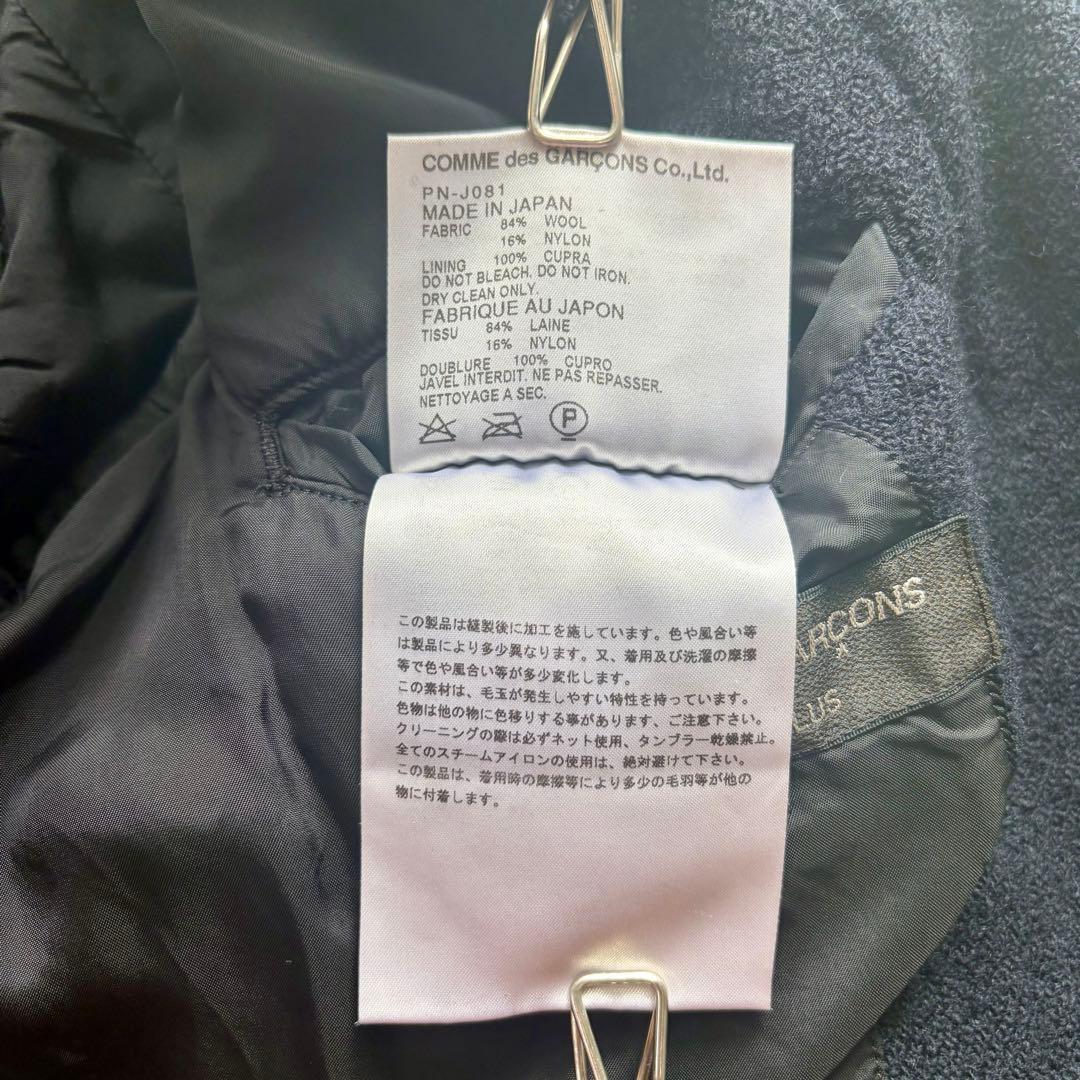 COMME des GARÇONS Co.,Ltd.
PN-J081
MADE IN JAPAN
FABRIC 84% WOOL
16% NYLON
LINING 100% CUPRA
DO NOT BLEACH. DO NOT IRON.
DRY CLEAN ONLY.
FABRIQUE AU JAPON
TISSU 84% LAINE
16% NYLON
DOUBLURE 100% CUPRO
JAVEL INTERDIT. NE PAS REPASSER.
NETTOYAGE A SEC.
P
この製品は縫製後に加工を施しています。色や風合い等
は製品により多少異なります。又、着用及び洗濯の摩擦
等で色や風合い等が多少変化します。
この素材は、毛玉が発生しやすい特性を持っています。
色物は他の物に色移りする事があります、ご注意下さい。
クリーニングの際は必ずネット使用、タンブラー乾燥禁止。
全てのスチームアイロンの使用は、絶対避けて下さい。
この製品は、着用時の摩擦等により多少の毛羽等が他の
物に付着します。
ARÇONS
LUS